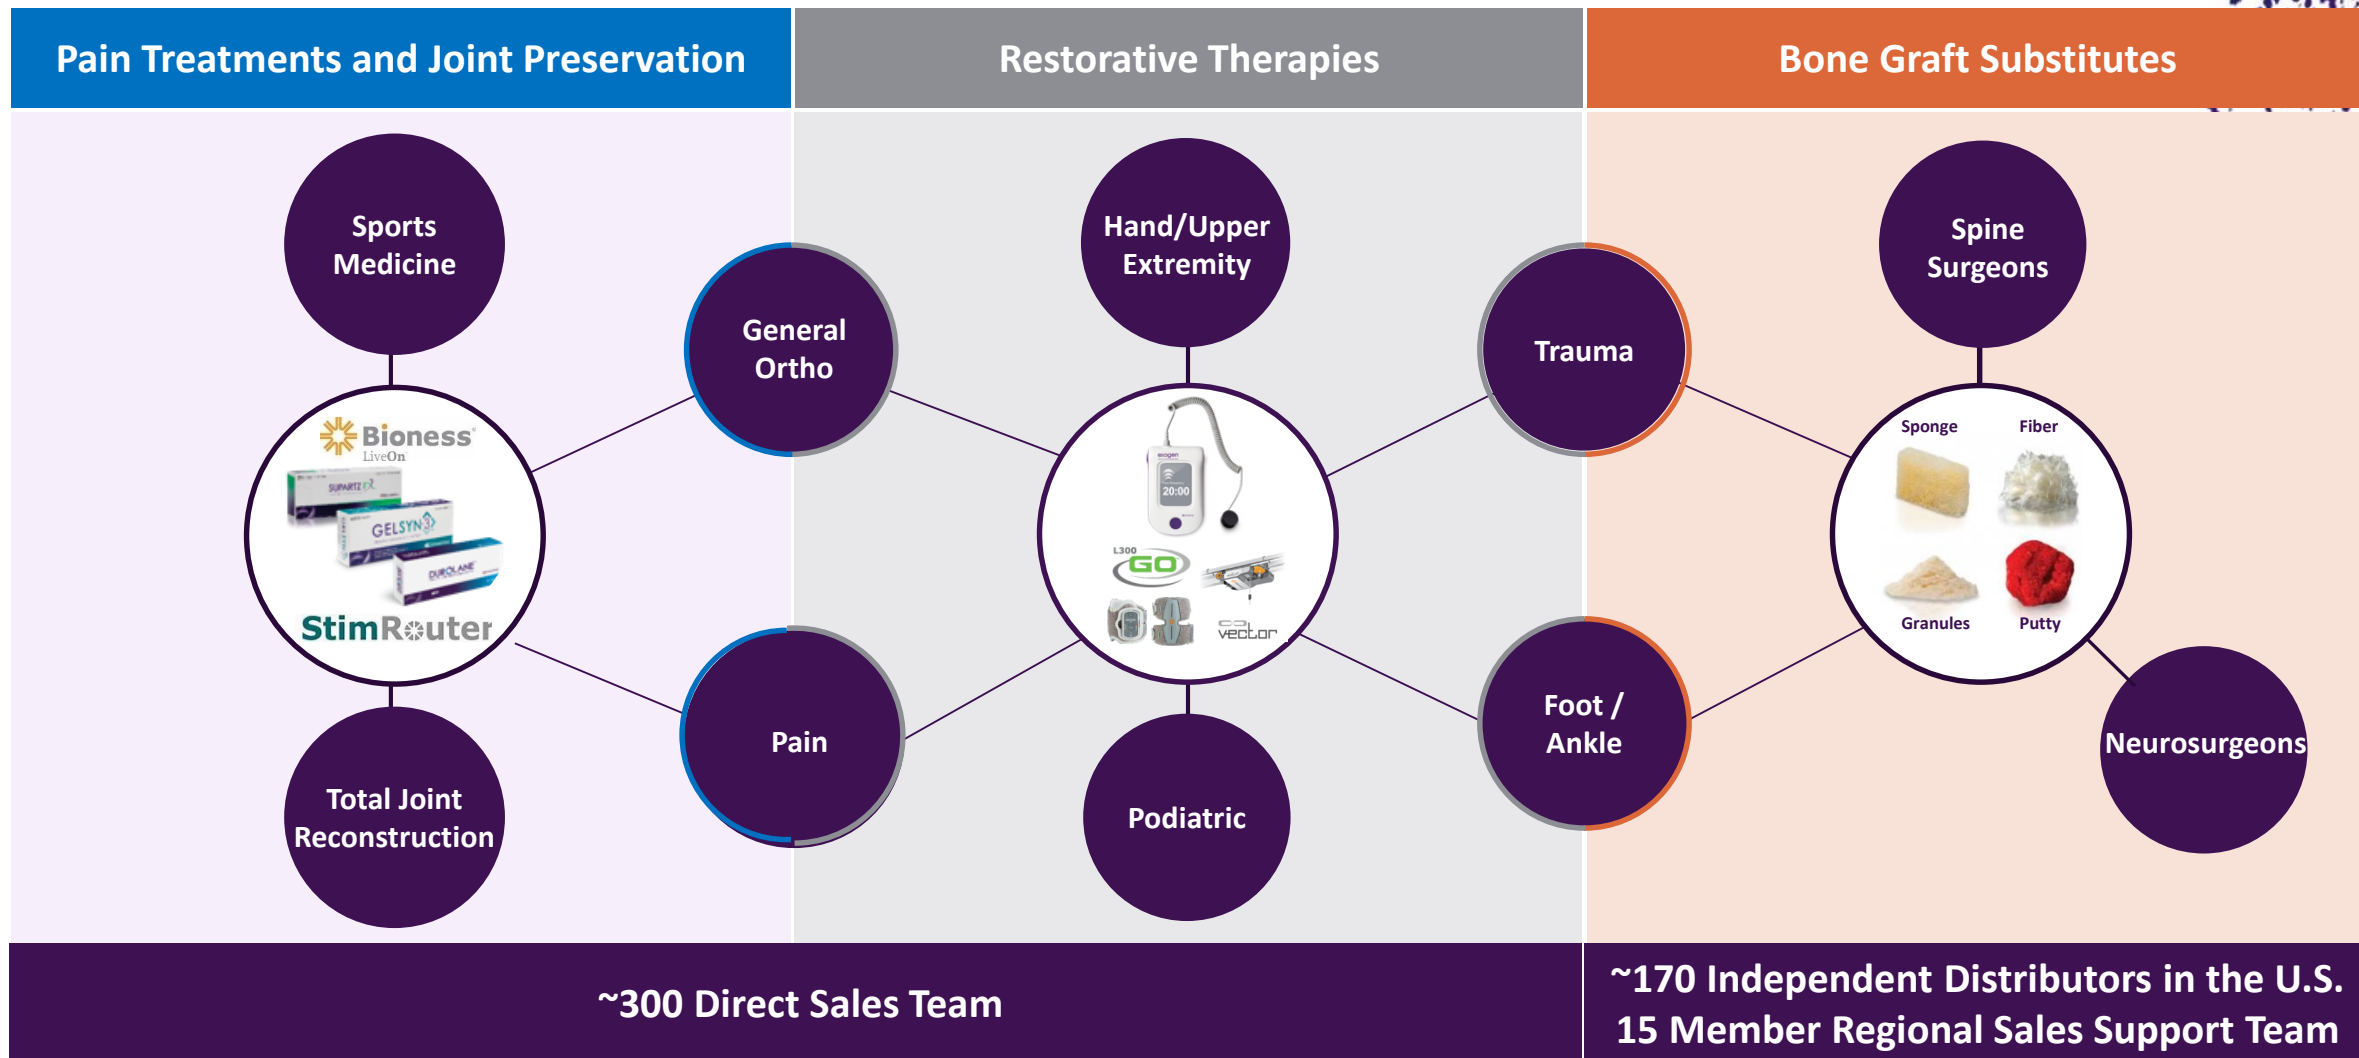 Pain Treatments and Joint Preservation
Restorative Therapies
Bone Graft Substitutes
Sports
Medicine
General
Ortho
Hand/Upper
Extremity
Trauma
Spine
Surgeons
Bioness
LiveOn
SUPARTZ
GELSYN-3
DUROLANE
StimRouter
exogen
20:00
L300
GO
vector
Sponge
Fiber
Granules
Putty
Total Joint
Reconstruction
Pain
Podiatric
Foot /
Ankle
Neurosurgeons
~300 Direct Sales Team
~170 Independent Distributors in the U.S.
15 Member Regional Sales Support Team